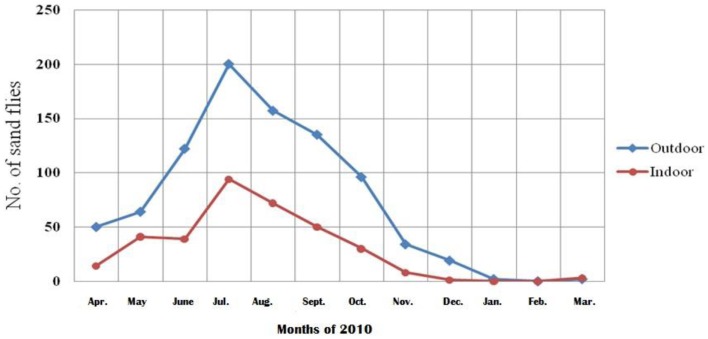 250
200
150
100
50
0
No. of sand flies
Apr. May June Jul. Aug. Sept. Oct. Nov. Dec. Jan. Feb. Mar.
Months of 2010
Outdoor
Indoor